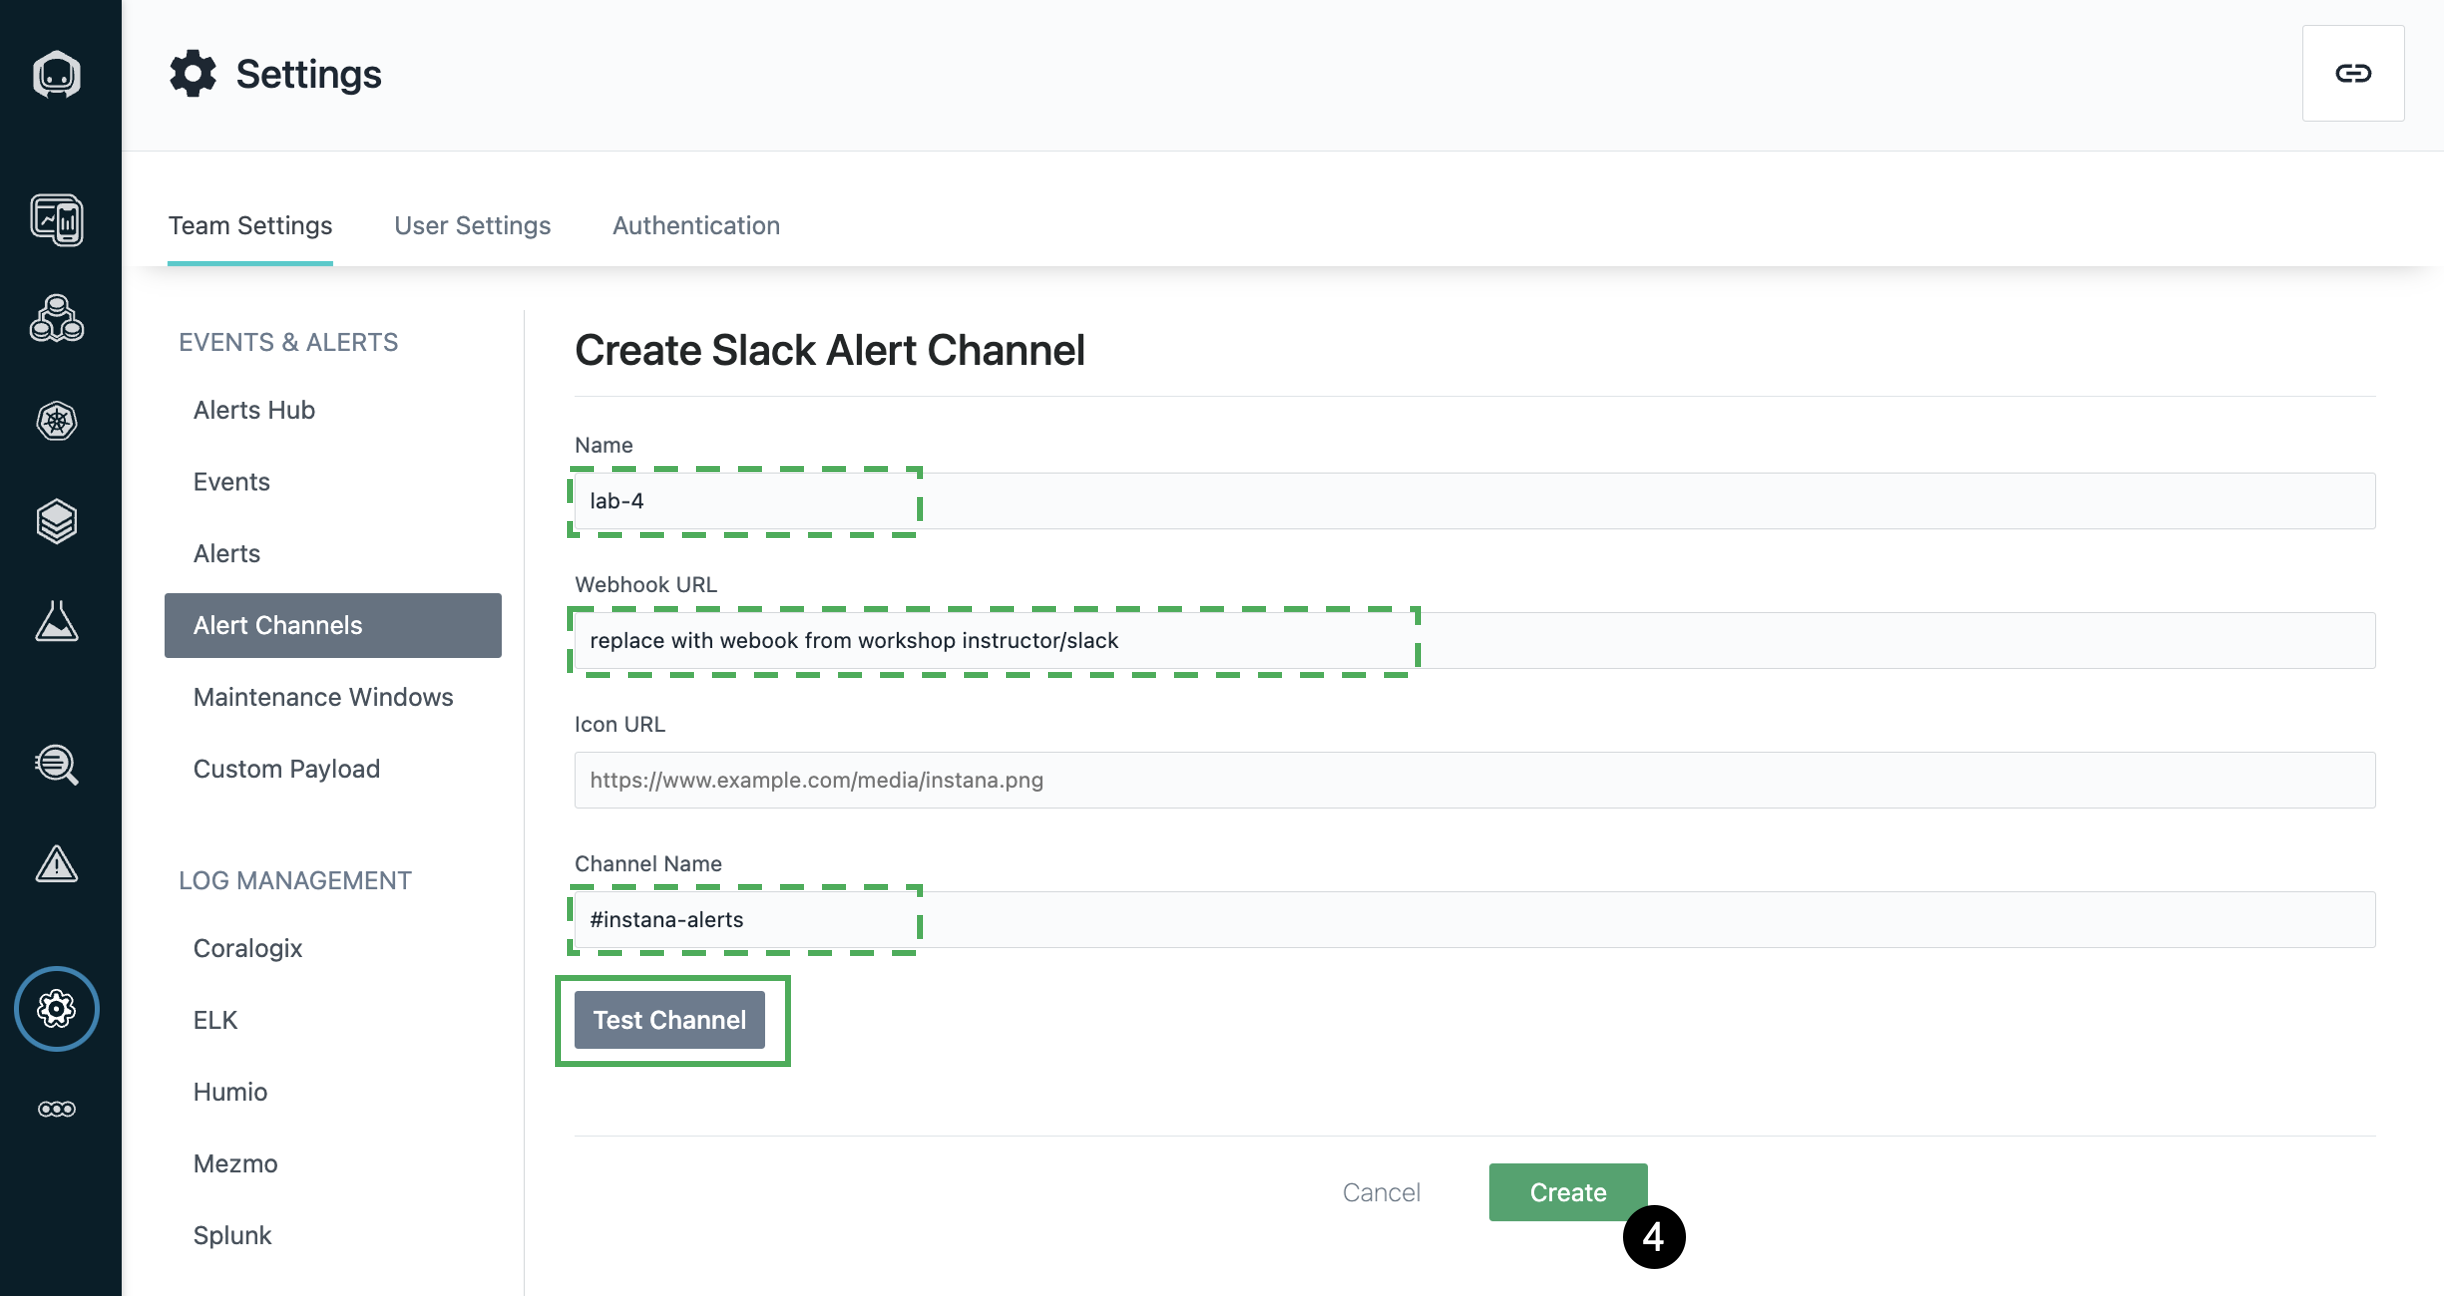 Settings
Team Settings
User Settings
Authentication
EVENTS & ALERTS
Alerts Hub
Events
Alerts
Alert Channels
Maintenance Windows
Custom Payload
LOG MANAGEMENT
Coralogix
ELK
Humio
Mezmo
Splunk
Create Slack Alert Channel
Name
lab-4
Webhook URL
replace with webook from workshop instructor/slack
Icon URL
https://www.example.com/media/instana.png
Channel Name
#instana-alerts
Test Channel
Cancel
Create
4